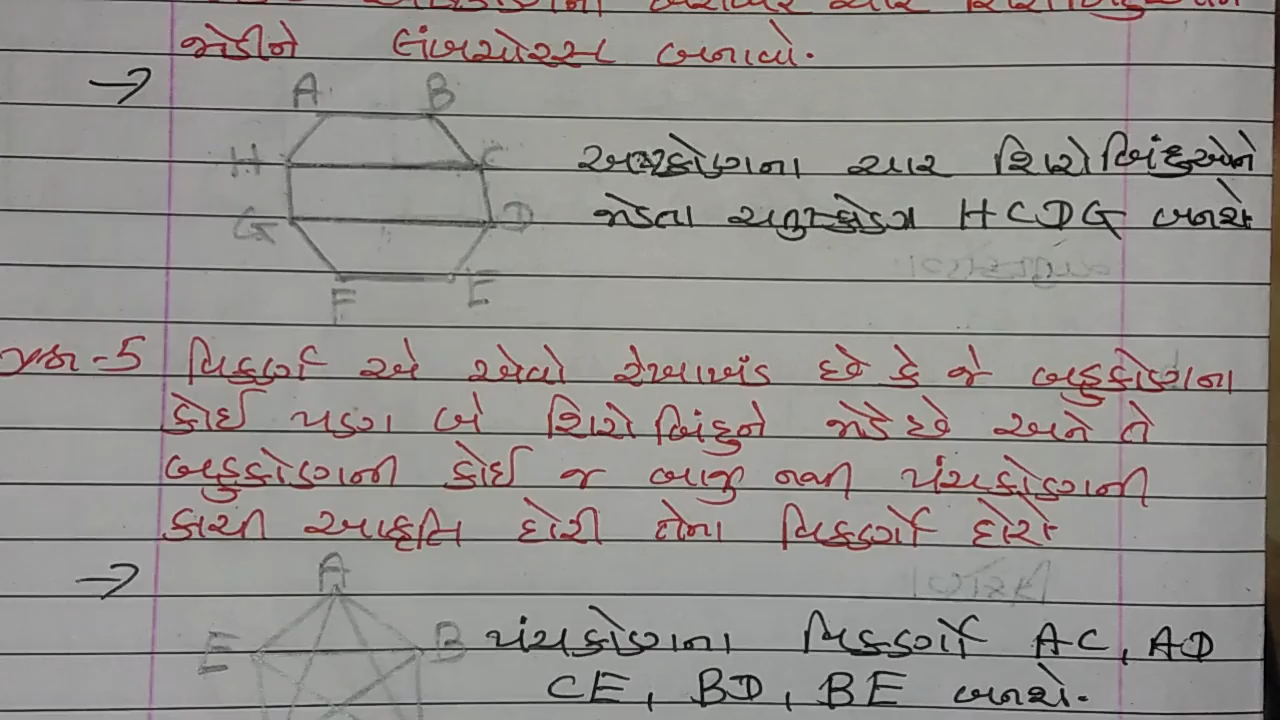 જોડીને લંબચોરસ બનાવો.
→ A B
H C અષ્ટકોણના ચાર શિરોબિંદુઓને
G D જોડતા ચતુષ્કોણ HCDG બનશે
F E
પ્રશ્ન-5 વિકર્ણ એ એવો રેખાખંડ છે કે જે બહુકોણના
કોઈ પણ બે શિરોબિંદુને જોડે છે અને તે
બહુકોણની કોઈ જ બાજુ નથી પંચકોણની
કાચી આકૃતિ દોરી તેના વિકર્ણો દોરો
→ A
E B પંચકોણના વિકર્ણો AC, AD
CE, BD, BE બનશે.